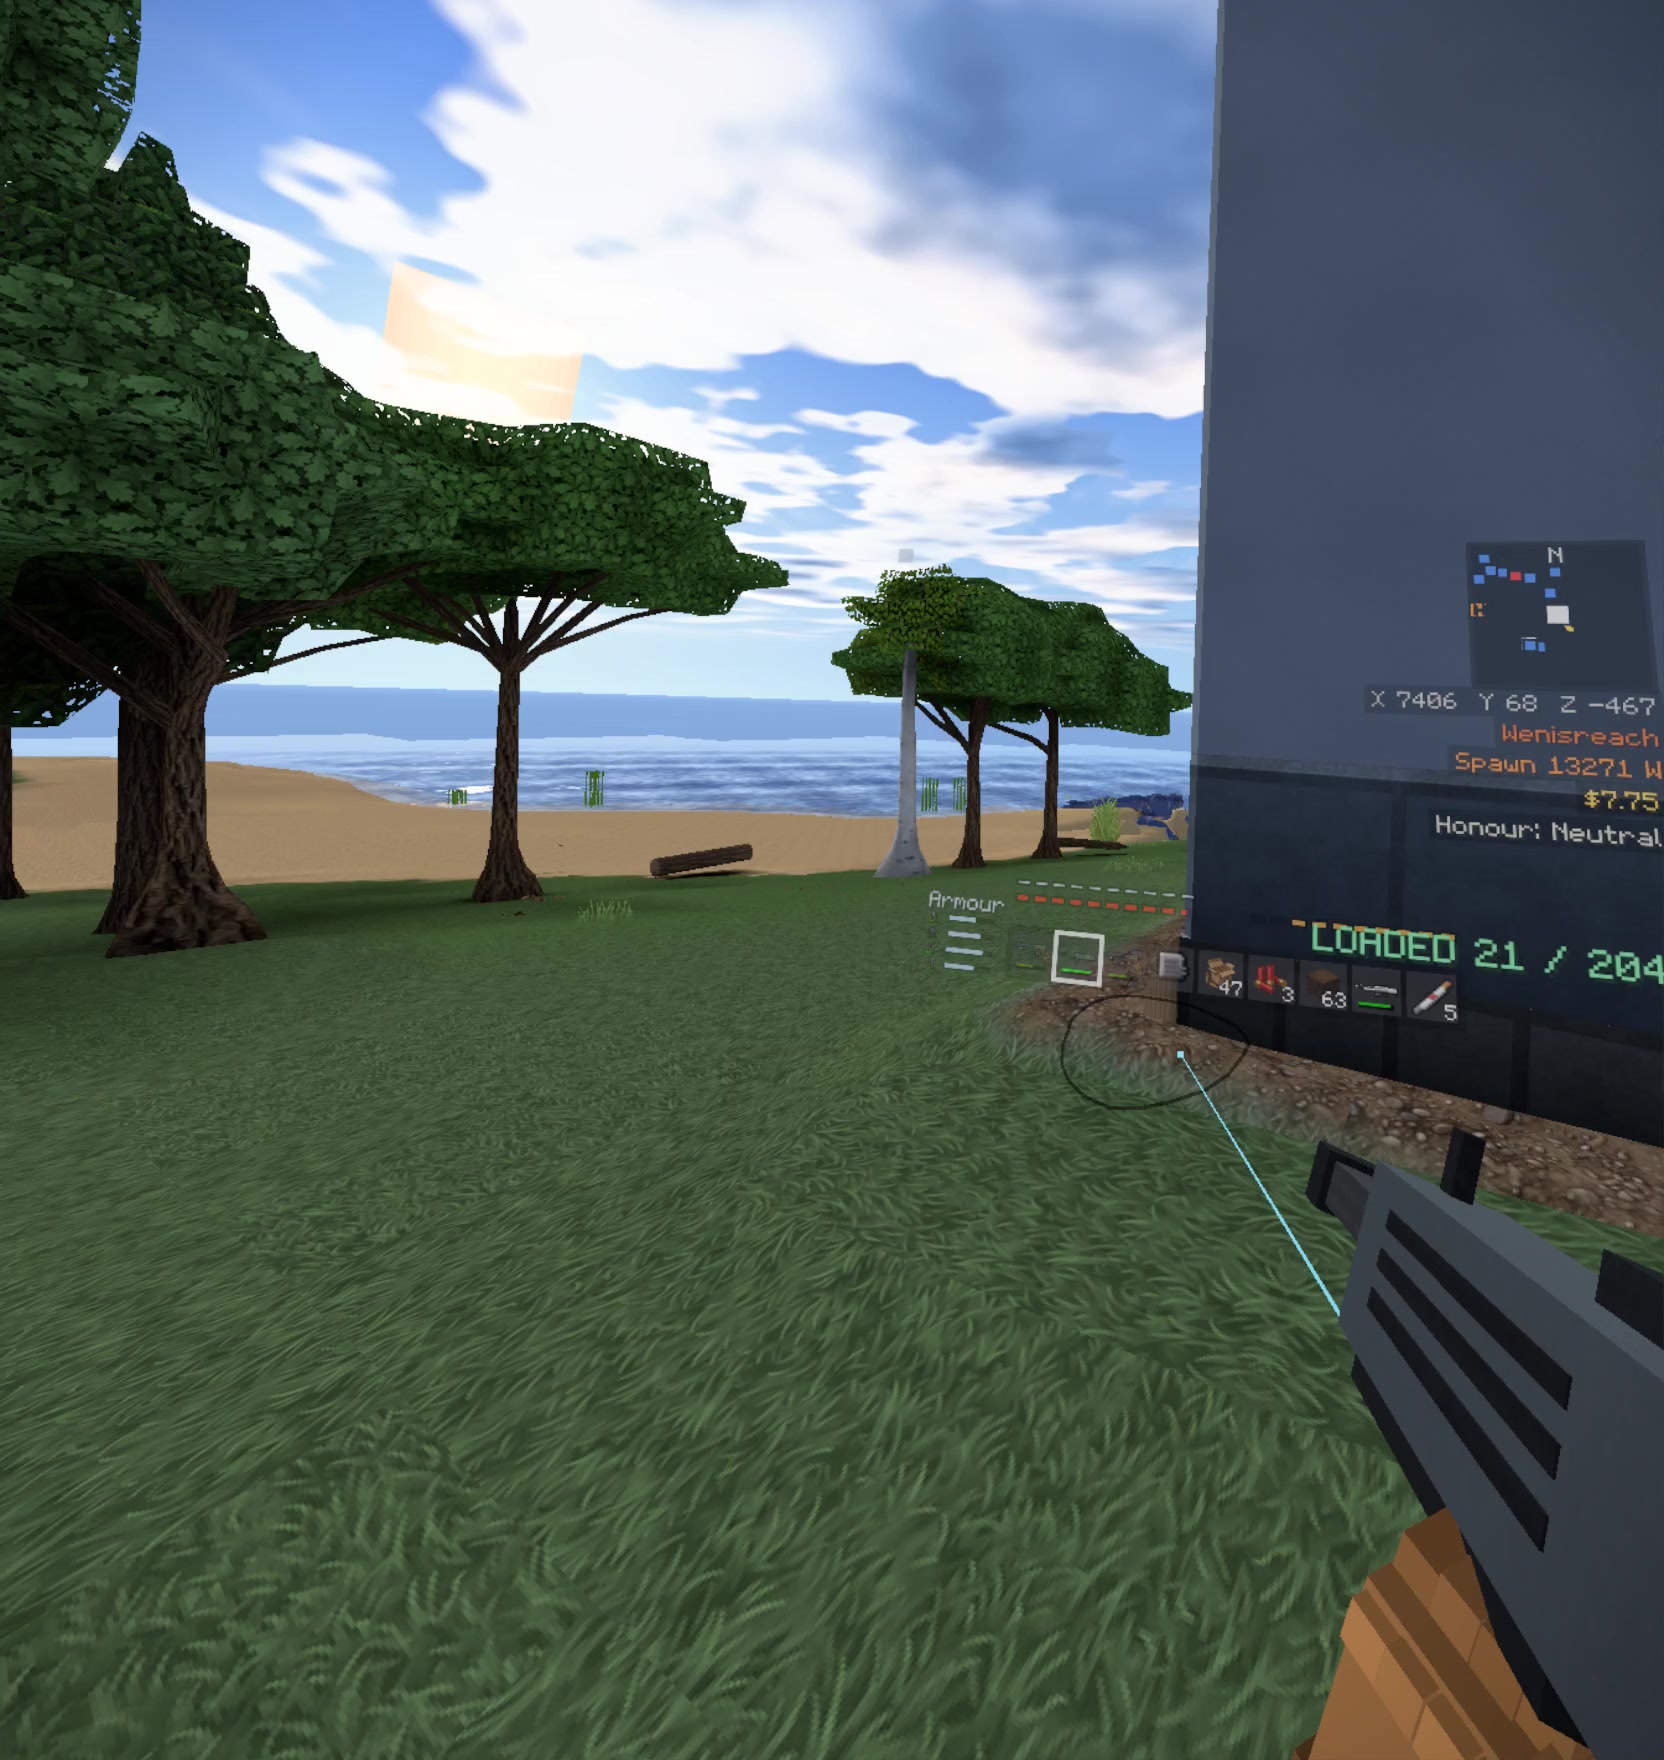 N
X 7406 Y 68 Z -467
Wenisreach
Spawn 13271 W
$7.75
Honour: Neutral
Armour
LOADED 21 / 204
47
3
63
5